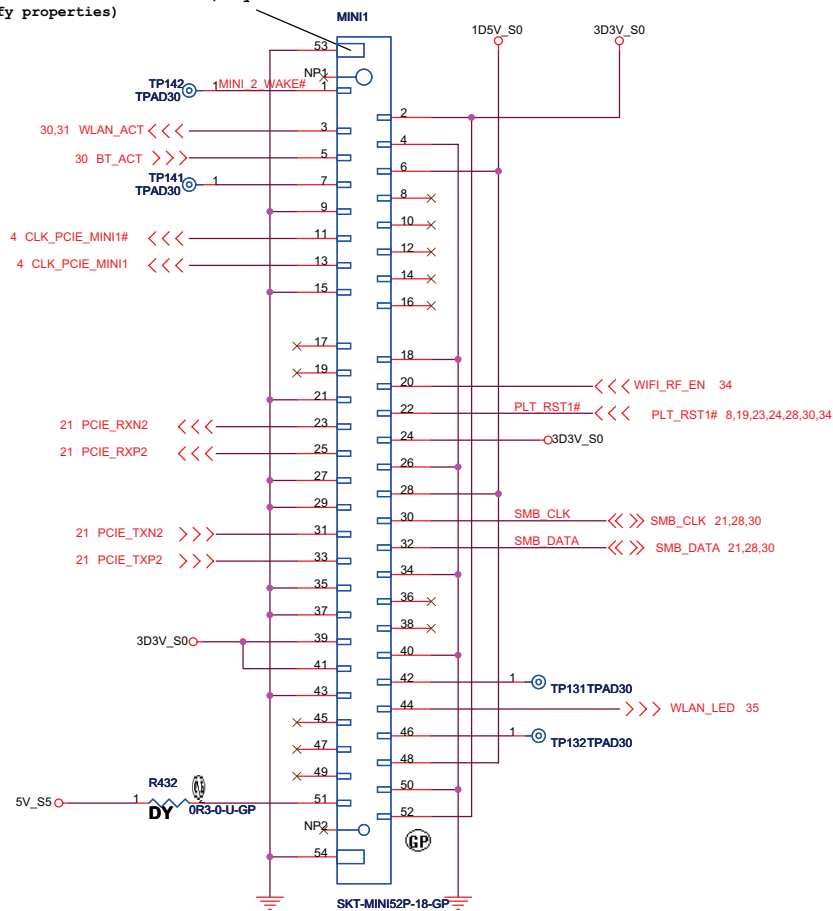 fy properties)
MINI1
1D5V_S0
3D3V_S0
53
NP1
TP142
TPAD30
1
MINI_2_WAKE#
1
2
30,31 WLAN_ACT
3
4
30 BT_ACT
5
6
TP141
TPAD30
1
7
8
9
10
4 CLK_PCIE_MINI1#
11
12
4 CLK_PCIE_MINI1
13
14
15
16
17
18
19
20
WIFI_RF_EN 34
21
22
PLT_RST1#
PLT_RST1# 8,19,23,24,28,30,34
21 PCIE_RXN2
23
24
3D3V_S0
21 PCIE_RXP2
25
26
27
28
29
30
SMB_CLK
SMB_CLK 21,28,30
21 PCIE_TXN2
31
32
SMB_DATA
SMB_DATA 21,28,30
21 PCIE_TXP2
33
34
35
36
37
38
3D3V_S0
39
40
41
42
1
TP131TPAD30
43
44
WLAN_LED 35
45
46
1
TP132TPAD30
47
48
49
50
R432
5V_S5
1
2
DY
0R3-0-U-GP
51
52
NP2
GP
54
SKT-MINI52P-18-GP